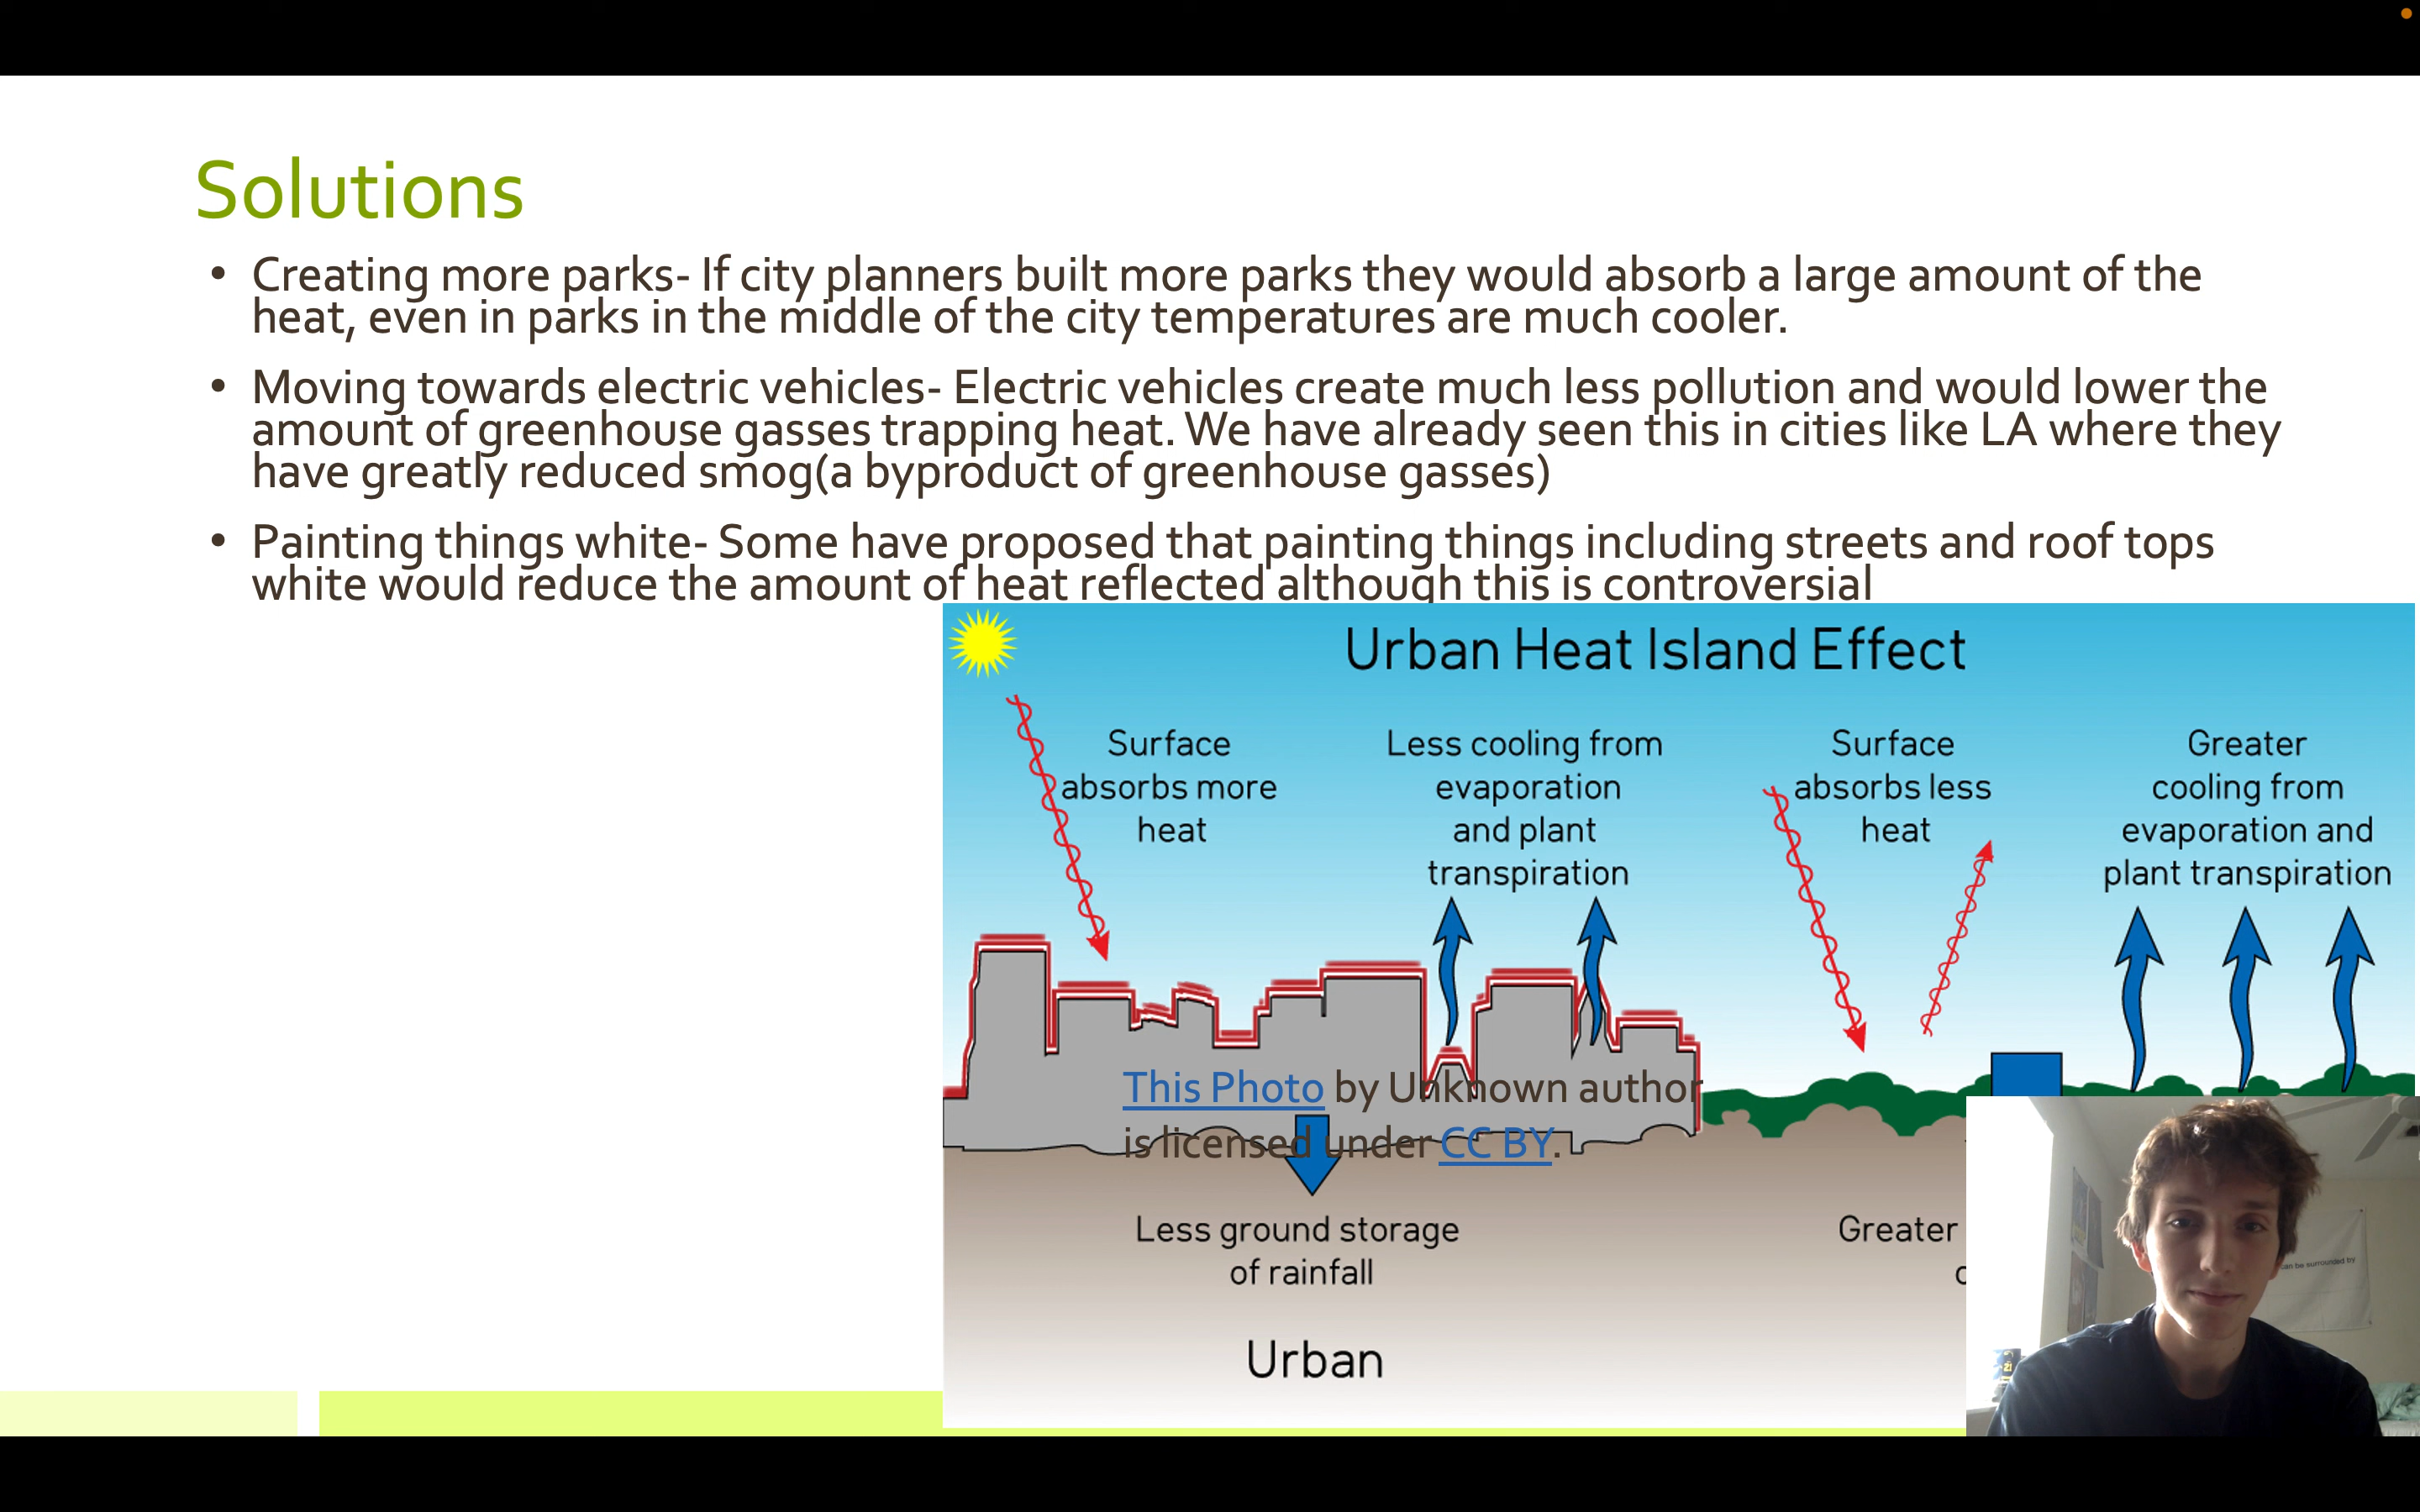 Solutions
• Creating more parks- If city planners built more parks they would absorb a large amount of the
heat, even in parks in the middle of the city temperatures are much cooler.
• Moving towards electric vehicles- Electric vehicles create much less pollution and would lower the
amount of greenhouse gasses trapping heat. We have already seen this in cities like LA where they
have greatly reduced smog(a byproduct of greenhouse gasses)
• Painting things white- Some have proposed that painting things including streets and roof tops
white would reduce the amount of heat reflected although this is controversial
Urban Heat Island Effect
Surface
absorbs more
heat
Less cooling from
evaporation
and plant
transpiration
Surface
absorbs less
heat
Greater
cooling from
evaporation and
plant transpiration
This Photo by Unknown author
is licensed under CC BY.
Less ground storage
of rainfall
Greater
Urban
can be surrounded by